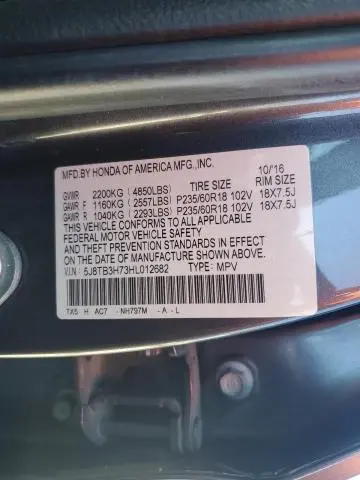 MFD.BY HONDA OF AMERICA MFG.,INC. 10/16
GVWR 2200KG (4850LBS) TIRE SIZE RIM SIZE
GAWR F 1160KG (2557LBS) P235/60R18 102V 18X7.5J
GAWR R 1040KG (2293LBS) P235/60R18 102V 18X7.5J
THIS VEHICLE CONFORMS TO ALL APPLICABLE
FEDERAL MOTOR VEHICLE SAFETY
AND THEFT PREVENTION STANDARDS IN EFFECT ON
THE DATE OF MANUFACTURE SHOWN ABOVE.
V.I.N: 5J8TB3H73HL012682 TYPE: MPV
TX5 H AC7 -NH797M -A-L